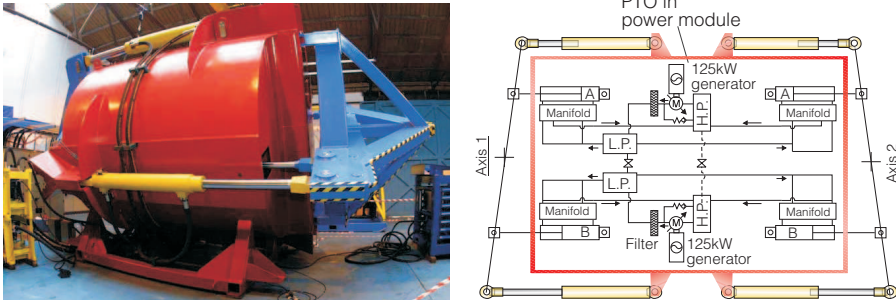 PTO in
power module
125kW
generator
A
A
Manifold
M
H.P.
Manifold
L.P.
Axis 1
Axis 2
L.P.
Manifold
H.P.
Manifold
M
B
B
Filter
125kW
generator